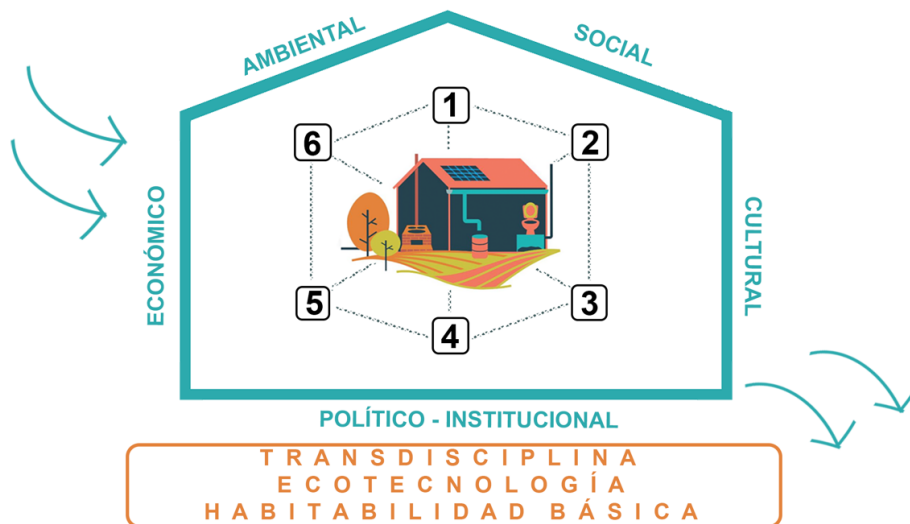 AMBIENTAL
SOCIAL
1
6
2
ECONÓMICO
CULTURAL
5
3
4
POLÍTICO - INSTITUCIONAL
TRANSDISCIPLINA
ECOTECNOLOGÍA
HABITABILIDAD BÁSICA